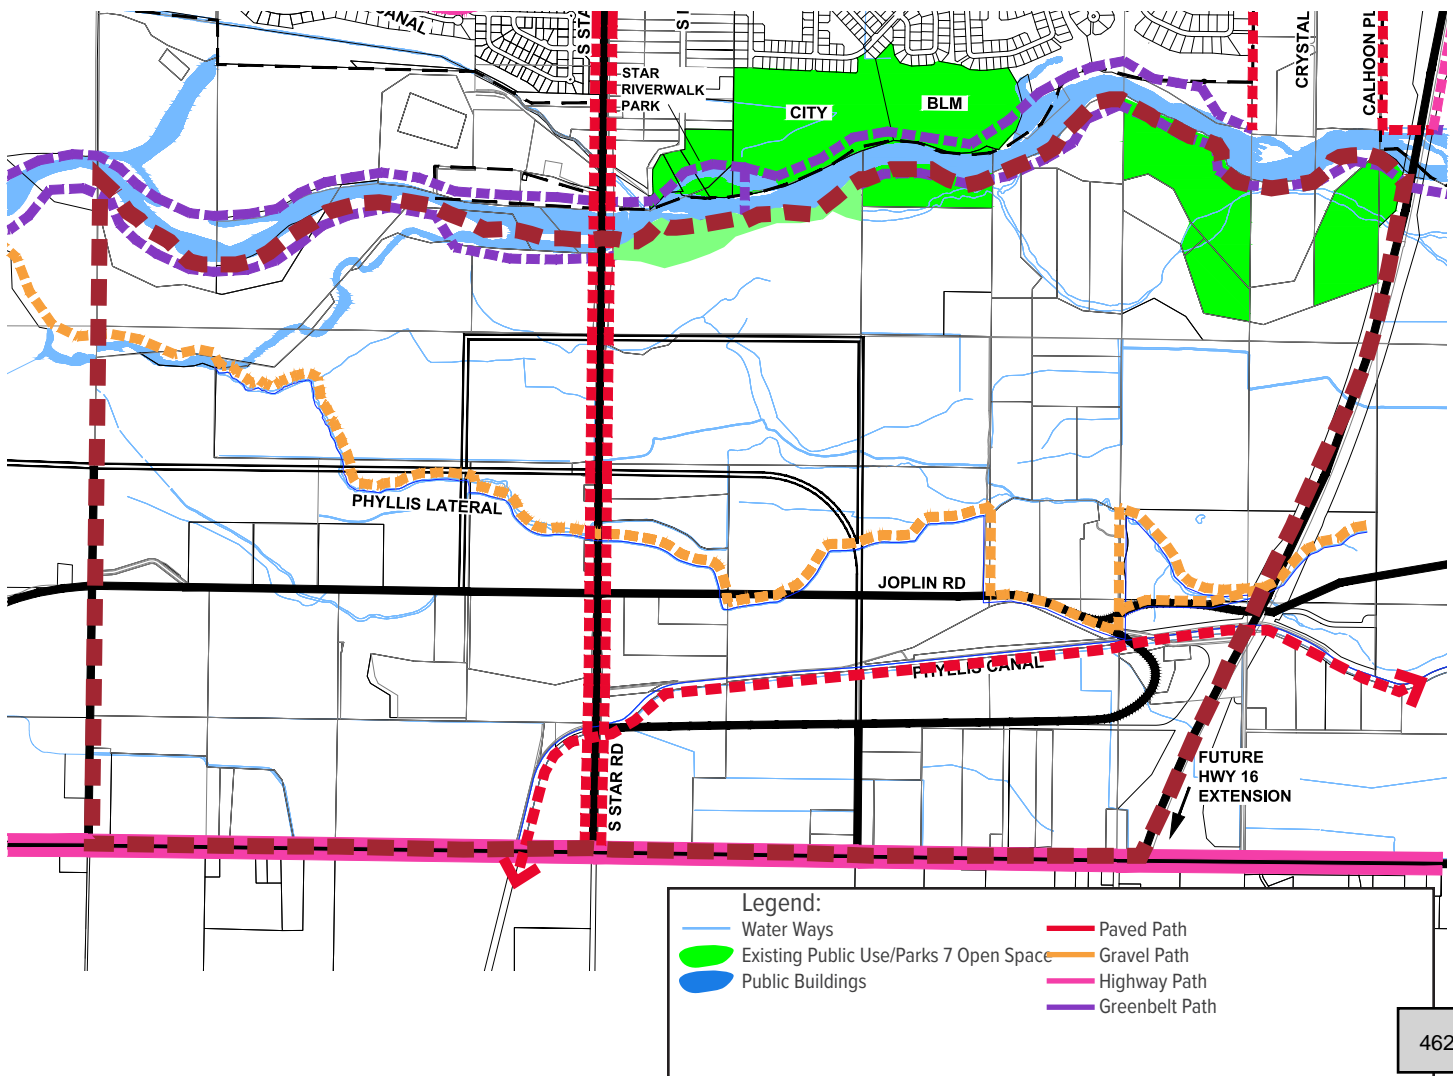 CANAL
S STA
S
CRYSTAL
CALHOON PL
STAR
RIVERWALK
PARK
CITY
BLM
PHYLLIS LATERAL
JOPLIN RD
PHYLLIS CANAL
S STAR RD
FUTURE
HWY 16
EXTENSION
Legend:
Water Ways
Existing Public Use/Parks 7 Open Space
Public Buildings
Paved Path
Gravel Path
Highway Path
Greenbelt Path
462